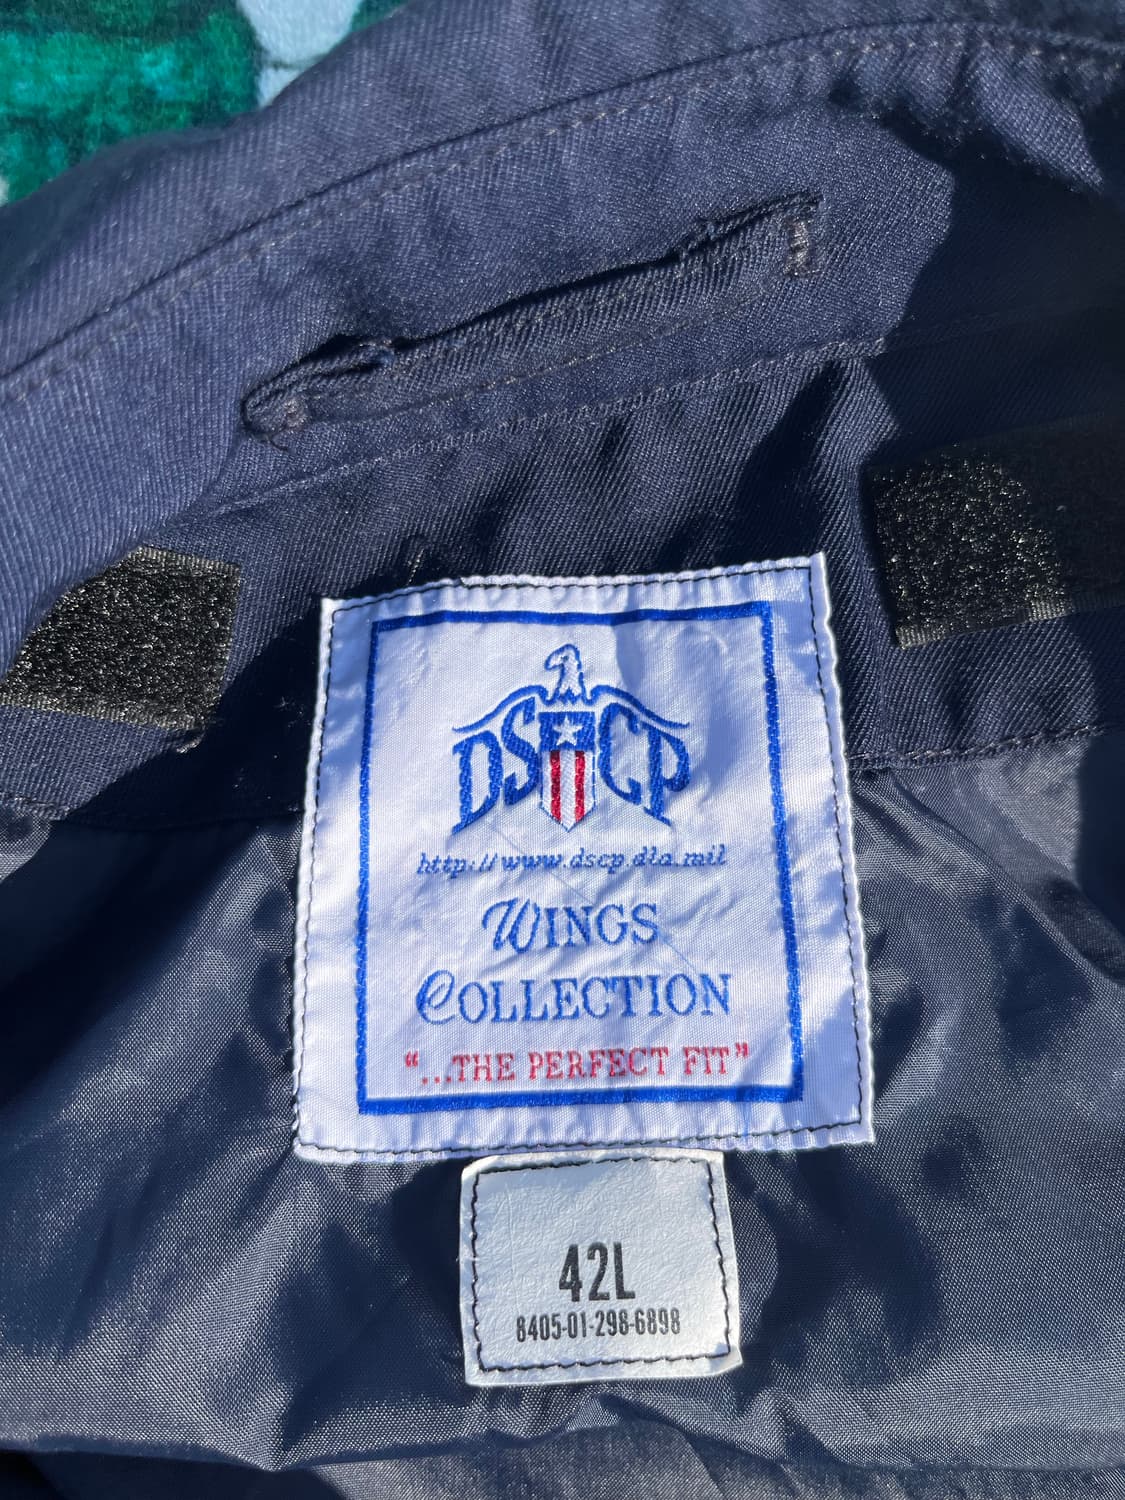 DSCP
http://www.dscp.dla.mil
WINGS
COLLECTION
"...THE PERFECT FIT"
42L
8405-01-298-6898